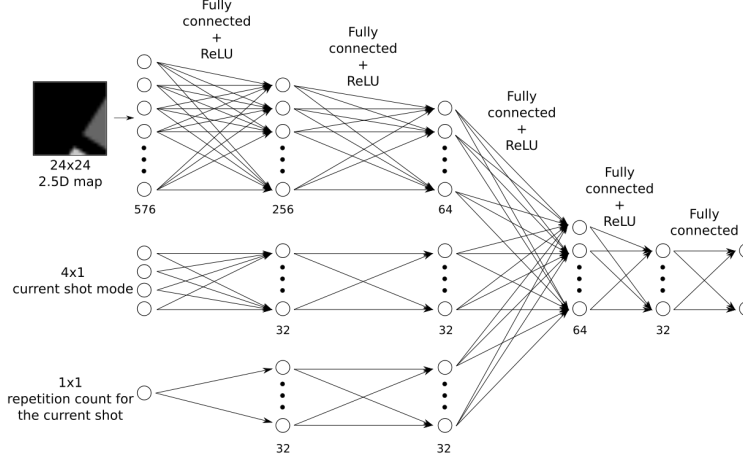 Fully
connected
+
ReLU
Fully
connected
+
ReLU
Fully
connected
+
ReLU
Fully
connected
+
ReLU
Fully
connected
24x24
2.5D map
576
256
64
4x1
current shot mode
32
32
64
32
1x1
repetition count for
the current shot
32
32